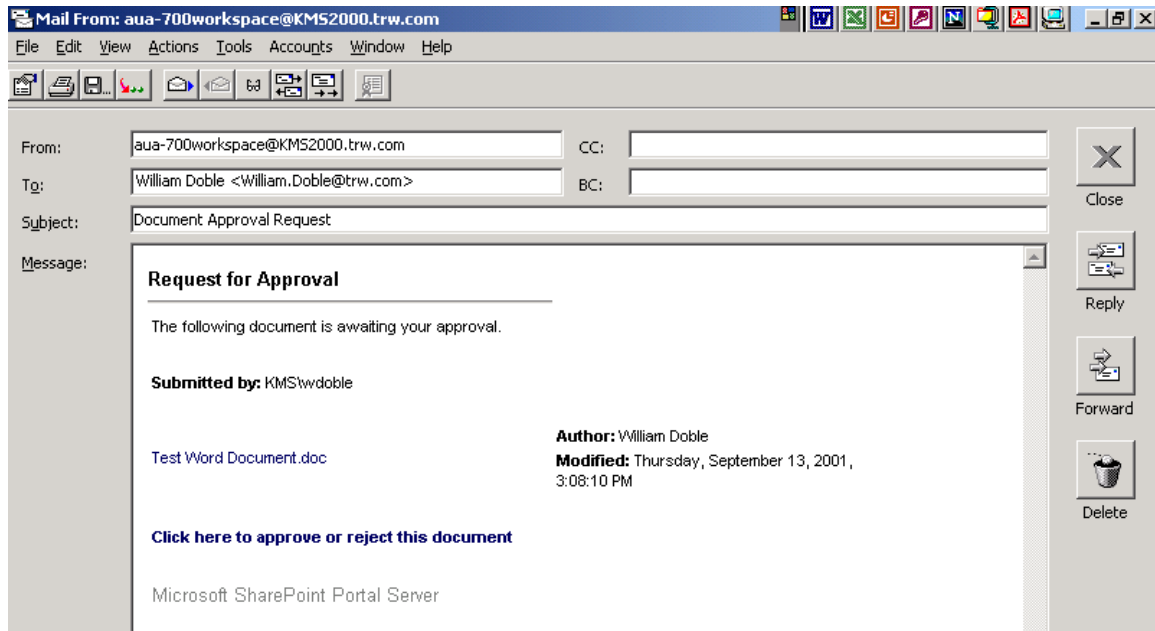 Mail From: aua-700workspace@KMS2000.trw.com
File Edit View Actions Tools Accounts Window Help
From: aua-700workspace@KMS2000.trw.com CC:
To: William Doble <William.Doble@trw.com> BC:
Subject: Document Approval Request
Close
Message:
Request for Approval
The following document is awaiting your approval.
Reply
Submitted by: KMS\wdoble
Forward
Author: William Doble
Test Word Document.doc
Modified: Thursday, September 13, 2001,
3:08:10 PM
Delete
Click here to approve or reject this document
Microsoft SharePoint Portal Server